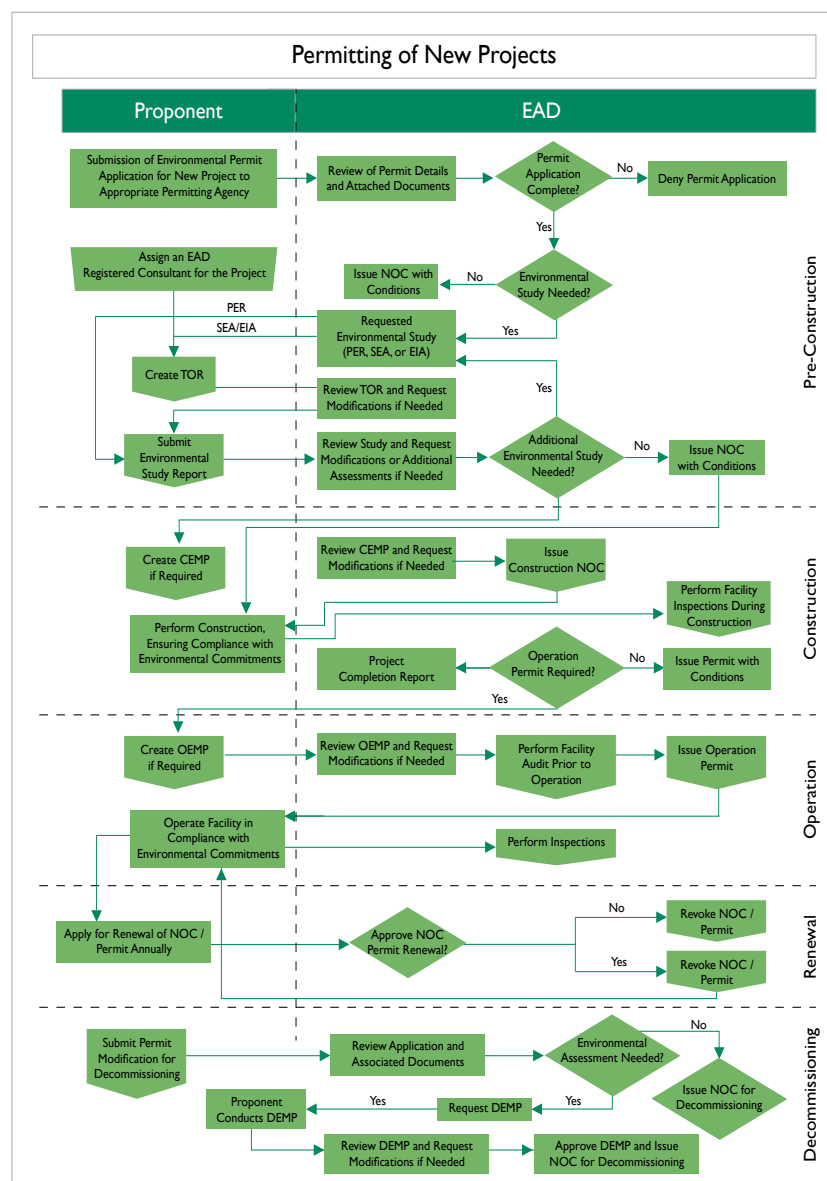 Permitting of New Projects
Proponent
EAD
Submission of Environmental Permit
Application for New Project to
Appropriate Permitting Agency
Review of Permit Details
and Attached Documents
Permit
Application
Complete?
No
Deny Permit Application
Yes
Assign an EAD
Registered Consultant for the Project
Issue NOC with
Conditions
No
Environmental
Study Needed?
PER
SEA/EIA
Requested
Environmental Study
(PER, SEA, or EIA)
Yes
Create TOR
Review TOR and Request
Modifications if Needed
Yes
Submit
Environmental
Study Report
Review Study and Request
Modifications or Additional
Assessments if Needed
Additional
Environmental Study
Needed?
No
Issue NOC
with Conditions
Pre-Construction
Create CEMP
if Required
Review CEMP and Request
Modifications if Needed
Issue
Construction NOC
Perform Facility
Inspections During
Construction
Perform Construction,
Ensuring Compliance with
Environmental Commitments
Project
Completion Report
Operation
Permit Required?
No
Issue Permit with
Conditions
Yes
Construction
Create OEMP
if Required
Review OEMP and Request
Modifications if Needed
Perform Facility
Audit Prior to
Operation
Issue Operation
Permit
Operate Facility in
Compliance with
Environmental Commitments
Perform Inspections
Operation
Apply for Renewal of NOC /
Permit Annually
Approve NOC
Permit Renewal?
No
Revoke NOC /
Permit
Yes
Revoke NOC /
Permit
Renewal
Submit Permit
Modification for
Decommissioning
Review Application and
Associated Documents
Environmental
Assessment Needed?
No
Issue NOC for
Decommissioning
Proponent
Conducts DEMP
Yes
Request DEMP
Yes
Review DEMP and Request
Modifications if Needed
Approve DEMP and Issue
NOC for Decommissioning
Decommissioning